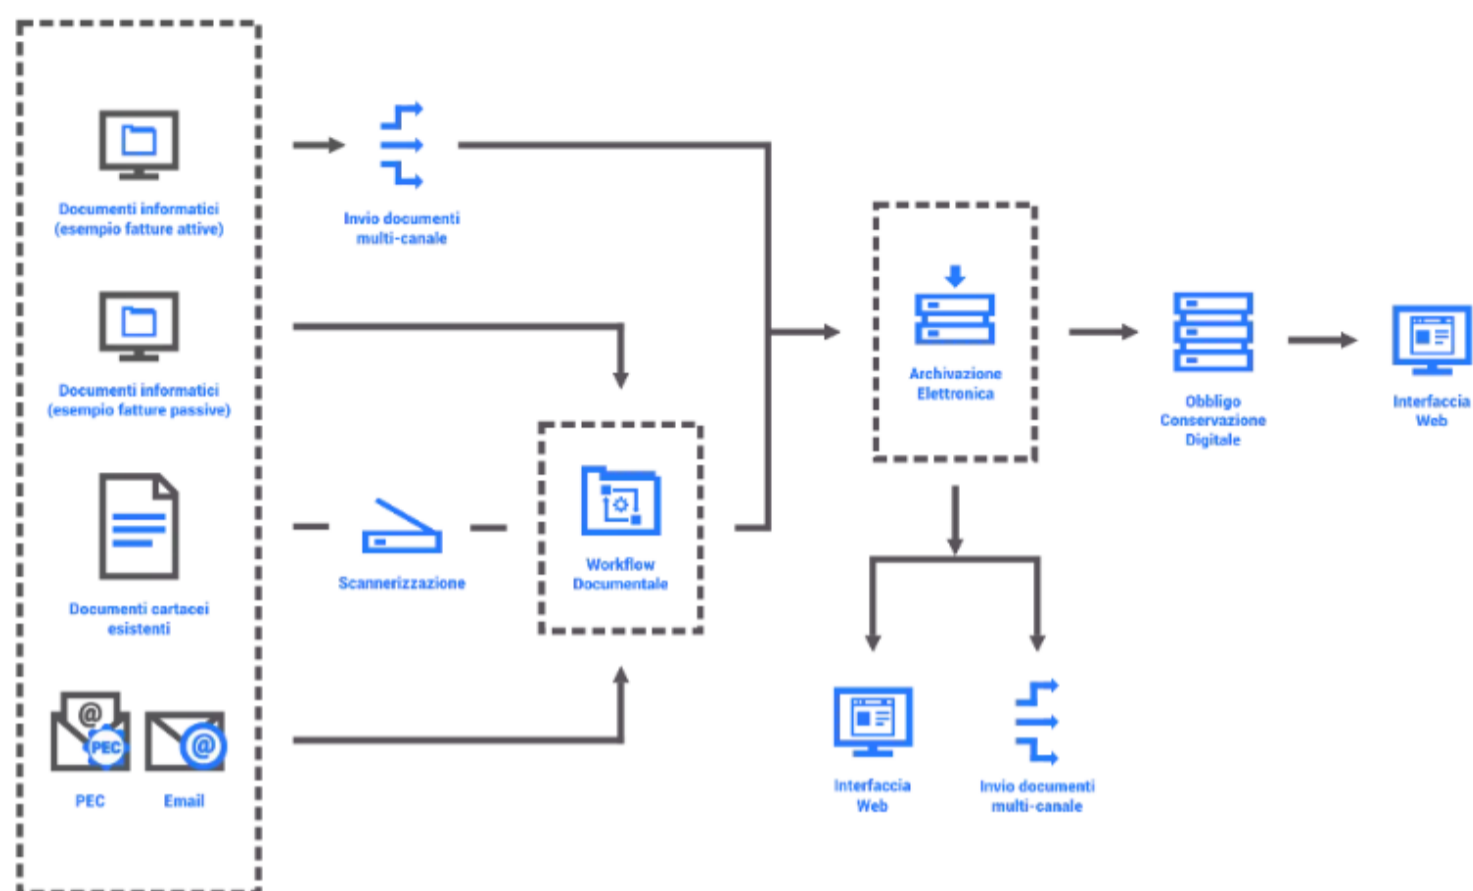 Documenti informatici
(esempio fatture attive)
Invio documenti
multi-canale
Documenti informatici
(esempio fatture passive)
Archivazione
Elettronica
Obbligo
Conservazione
Digitale
Interfaccia
Web
Scannerizzazione
Workflow
Documentale
Documenti cartacei
esistenti
@
PEC
@
PEC
Email
Interfaccia
Web
Invio documenti
multi-canale